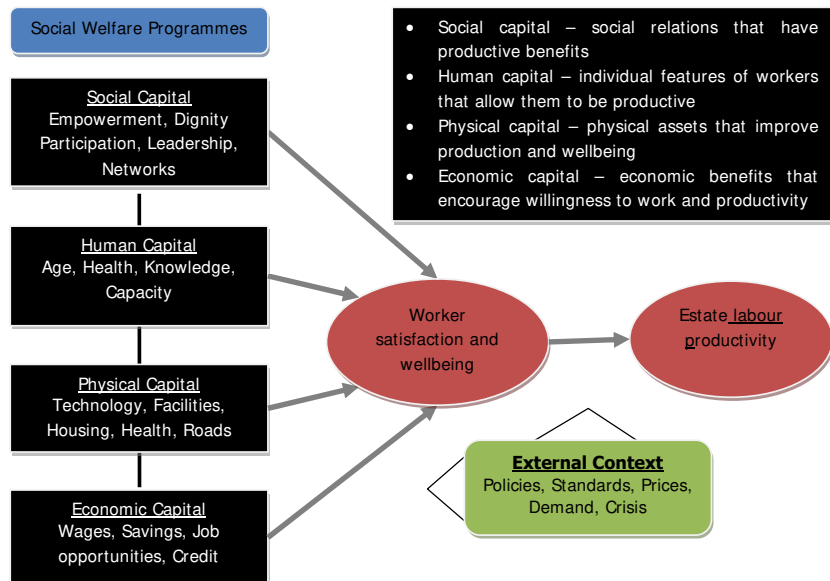 Social Welfare Programmes
Social Capital
Empowerment, Dignity
Participation, Leadership,
Networks
Human Capital
Age, Health, Knowledge,
Capacity
Physical Capital
Technology, Facilities,
Housing, Health, Roads
Economic Capital
Wages, Savings, Job
opportunities, Credit
• Social capital – social relations that have
productive benefits
• Human capital – individual features of workers
that allow them to be productive
• Physical capital – physical assets that improve
production and wellbeing
• Economic capital – economic benefits that
encourage willingness to work and productivity
Worker
satisfaction and
wellbeing
Estate labour
productivity
External Context
Policies, Standards, Prices,
Demand, Crisis